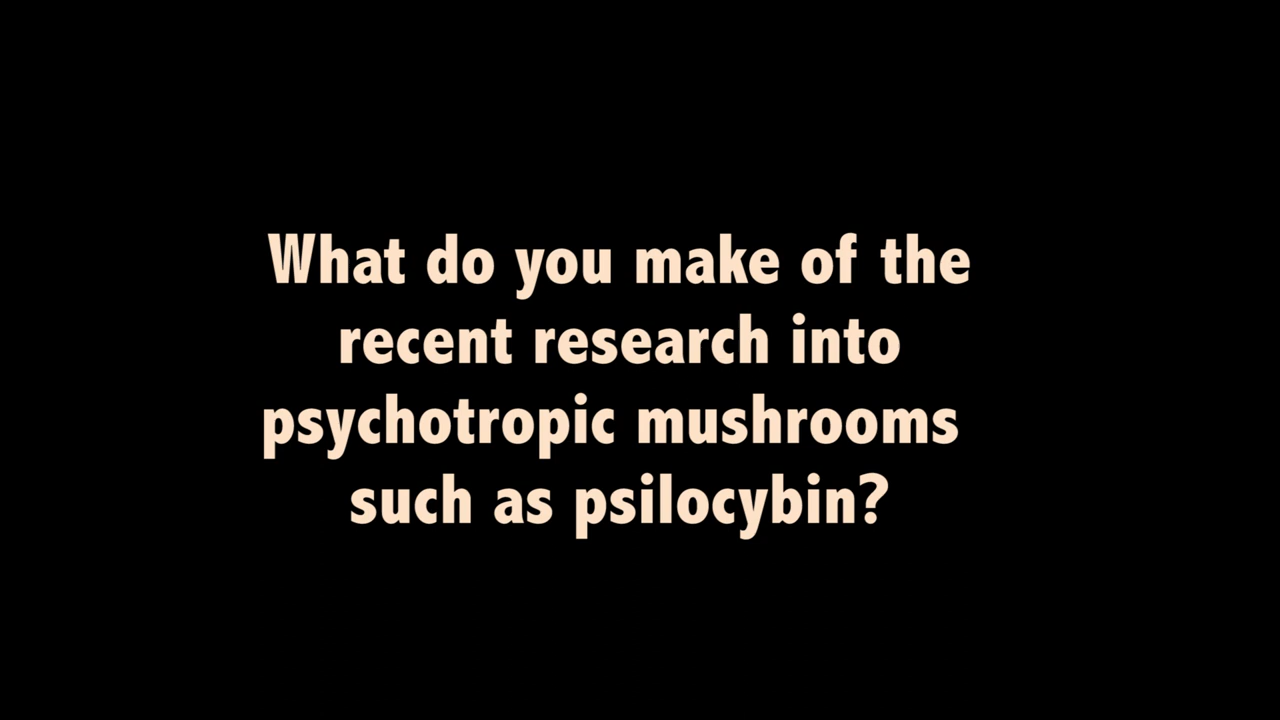 What do you make of the
recent research into
psychotropic mushrooms
such as psilocybin?